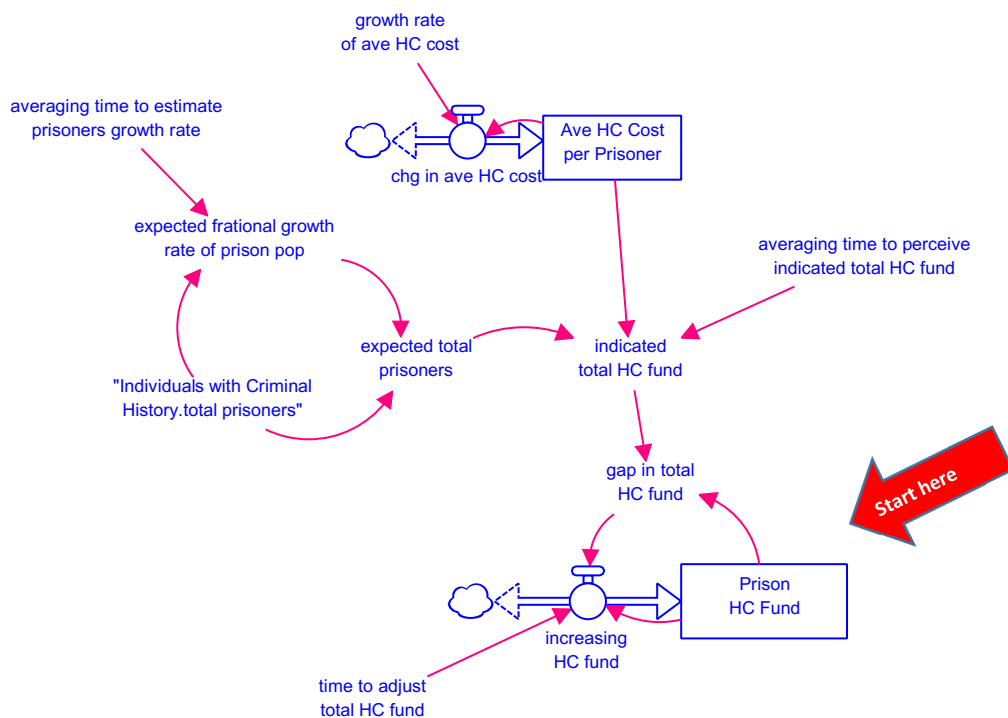 growth rate
of ave HC cost
averaging time to estimate
prisoners growth rate
Ave HC Cost
per Prisoner
chg in ave HC cost
expected frational growth
rate of prison pop
averaging time to perceive
indicated total HC fund
expected total
prisoners
indicated
total HC fund
"Individuals with Criminal
History.total prisoners"
gap in total
HC fund
Start here
Prison
HC Fund
increasing
HC fund
time to adjust
total HC fund